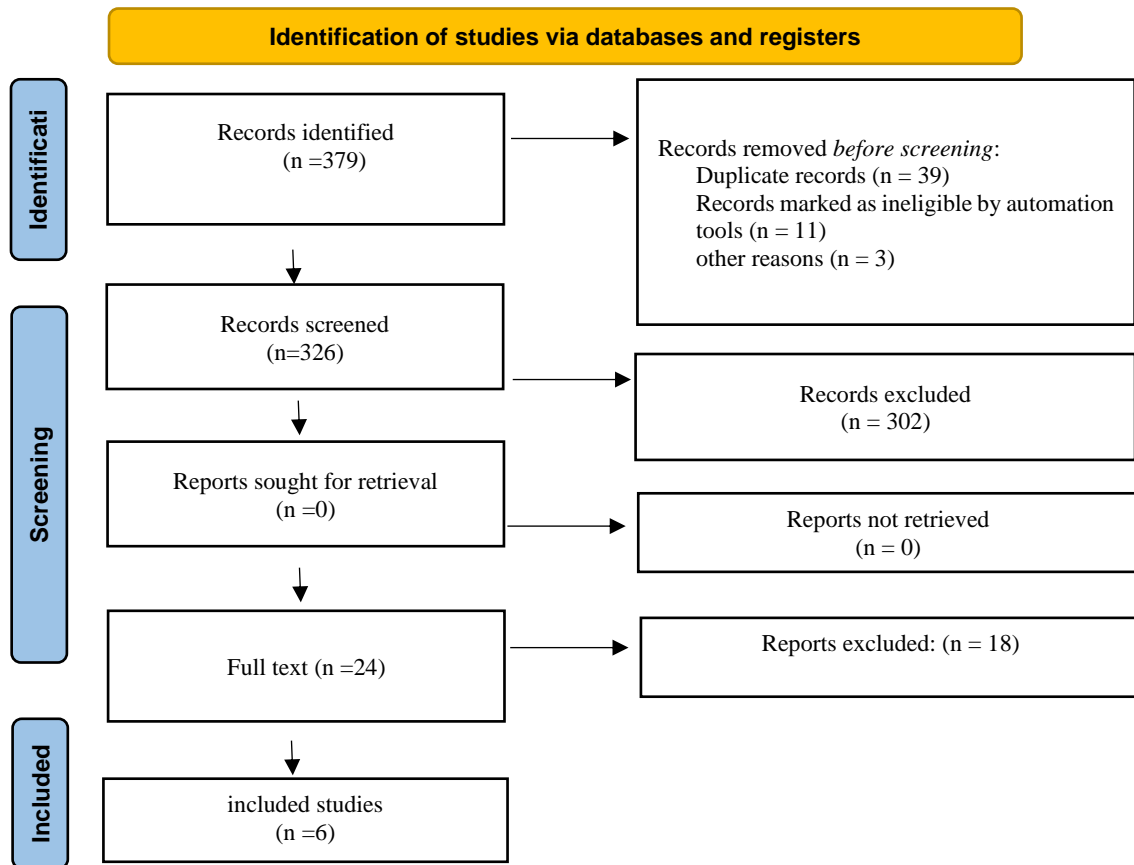 Identification of studies via databases and registers
Identificati
Records identified
(n =379)
Records removed before screening:
Duplicate records (n = 39)
Records marked as ineligible by automation
tools (n = 11)
other reasons (n = 3)
Screening
Records screened
(n=326)
Records excluded
(n = 302)
Reports sought for retrieval
(n =0)
Reports not retrieved
(n = 0)
Full text (n =24)
Reports excluded: (n = 18)
Included
included studies
(n =6)